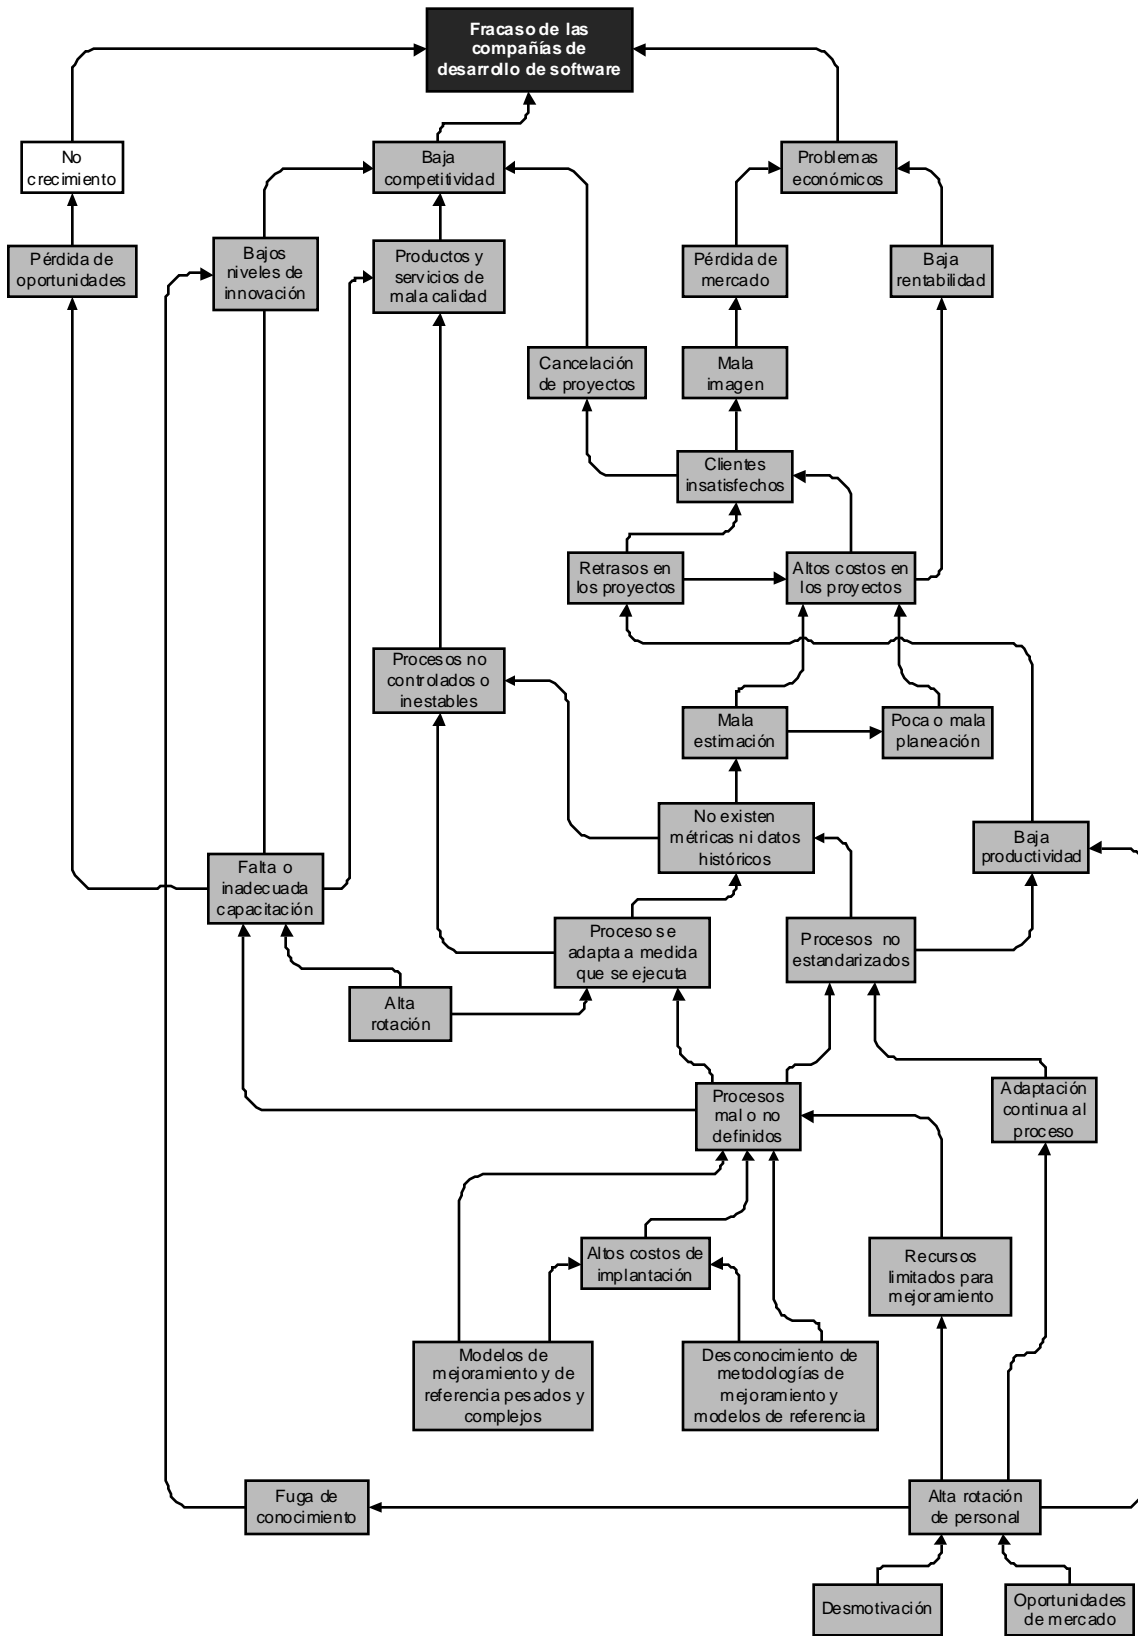 Fracaso de las
compañías de
desarrollo de software
No
crecimiento
Baja
competitividad
Problemas
económicos
Pérdida de
oportunidades
Bajos
niveles de
innovación
Productos y
servicios de
mala calidad
Pérdida de
mercado
Baja
rentabilidad
Cancelación
de proyectos
Mala
imagen
Clientes
insatisfechos
Retrasos en
los proyectos
Altos costos en
los proyectos
Procesos no
controlados o
inestables
Mala
estimación
Poca o mala
planeación
No existen
métricas ni datos
históricos
Baja
productividad
Falta o
inadecuada
capacitación
Proceso se
adapta a medida
que se ejecuta
Procesos no
estandarizados
Alta
rotación
Procesos
mal o no
definidos
Adaptación
continua al
proceso
Altos costos de
implantación
Recursos
limitados para
mejoramiento
Modelos de
mejoramiento y de
referencia pesados y
complejos
Desconocimiento de
metodologías de
mejoramiento y
modelos de referencia
Fuga de
conocimiento
Alta rotación
de personal
Desmotivación
Oportunidades
de mercado